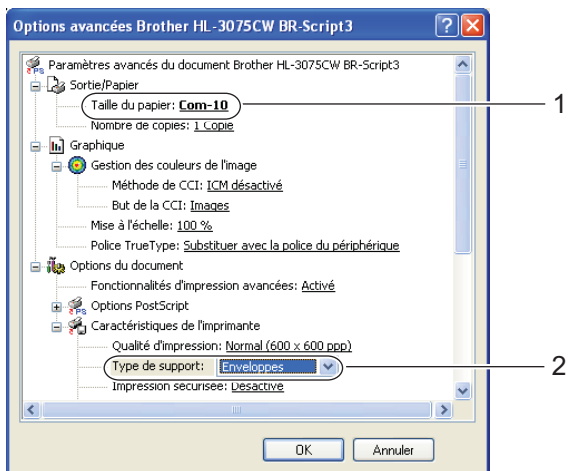 Options avancées Brother HL-3075CW BR-Script3
Paramètres avancés du document Brother HL-3075CW BR-Script3
Sortie/Papier
Taille du papier: Com-10
1
Nombre de copies: 1 Copie
Graphique
Gestion des couleurs de l'image
Méthode de CCI: ICM désactivé
But de la CCI: Images
Mise à l'échelle: 100 %
Police TrueType: Substituer avec la police du périphérique
Options du document
Fonctionnalités d'impression avancées: Activé
Options PostScript
Caractéristiques de l'imprimante
Qualité d'impression: Normal (600 x 600 ppp)
Type de support: Enveloppes
2
Impression sécurisée: Désactivé
OK Annuler